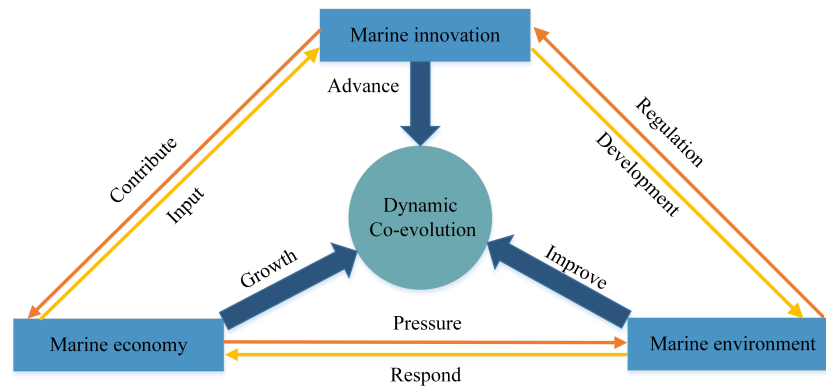 Marine innovation
Advance
Contribute
Input
Regulation
Development
Dynamic
Co-evolution
Growth
Improve
Marine economy
Pressure
Respond
Marine environment